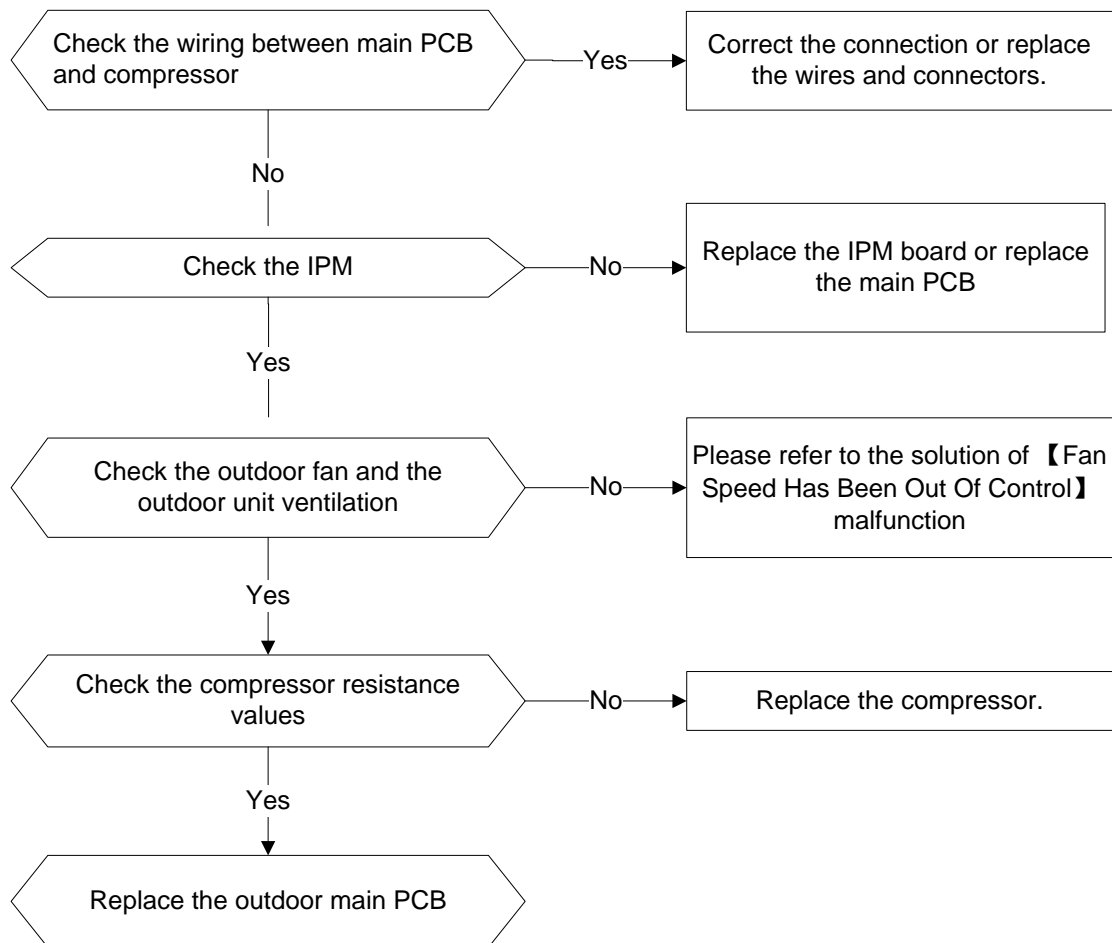 Check the wiring between main PCB
and compressor
Yes
Correct the connection or replace
the wires and connectors.
No
Check the IPM
No
Replace the IPM board or replace
the main PCB
Yes
Check the outdoor fan and the
outdoor unit ventilation
No
Please refer to the solution of 【Fan
Speed Has Been Out Of Control】
malfunction
Yes
Check the compressor resistance
values
No
Replace the compressor.
Yes
Replace the outdoor main PCB